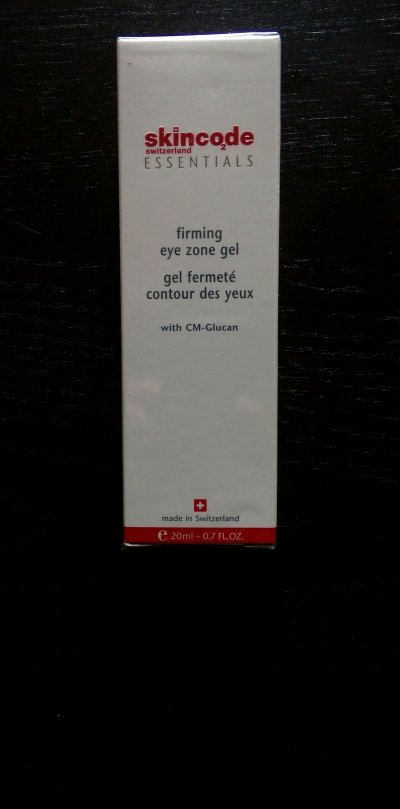 skincode
switzerland 2
ESSENTIALS
firming
eye zone gel
gel fermeté
contour des yeux
with CM-Glucan
made in Switzerland
e 20ml – 0.7 FL.OZ.